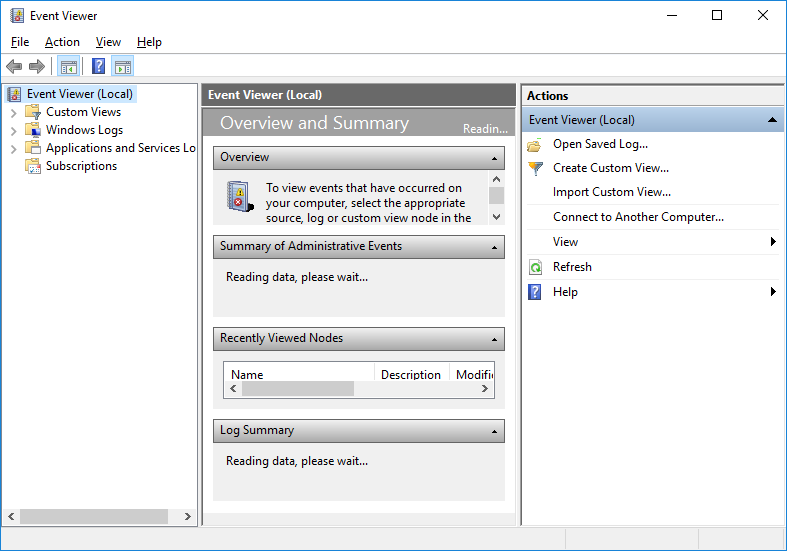 Event Viewer
File Action View Help
Event Viewer (Local)
Custom Views
Windows Logs
Applications and Services Lo
Subscriptions
Event Viewer (Local)
Overview and Summary Readin...
Overview
To view events that have occurred on
your computer, select the appropriate
source, log or custom view node in the
Summary of Administrative Events
Reading data, please wait...
Recently Viewed Nodes
Name Description Modifi
Log Summary
Reading data, please wait...
Actions
Event Viewer (Local)
Open Saved Log...
Create Custom View...
Import Custom View...
Connect to Another Computer...
View
Refresh
Help